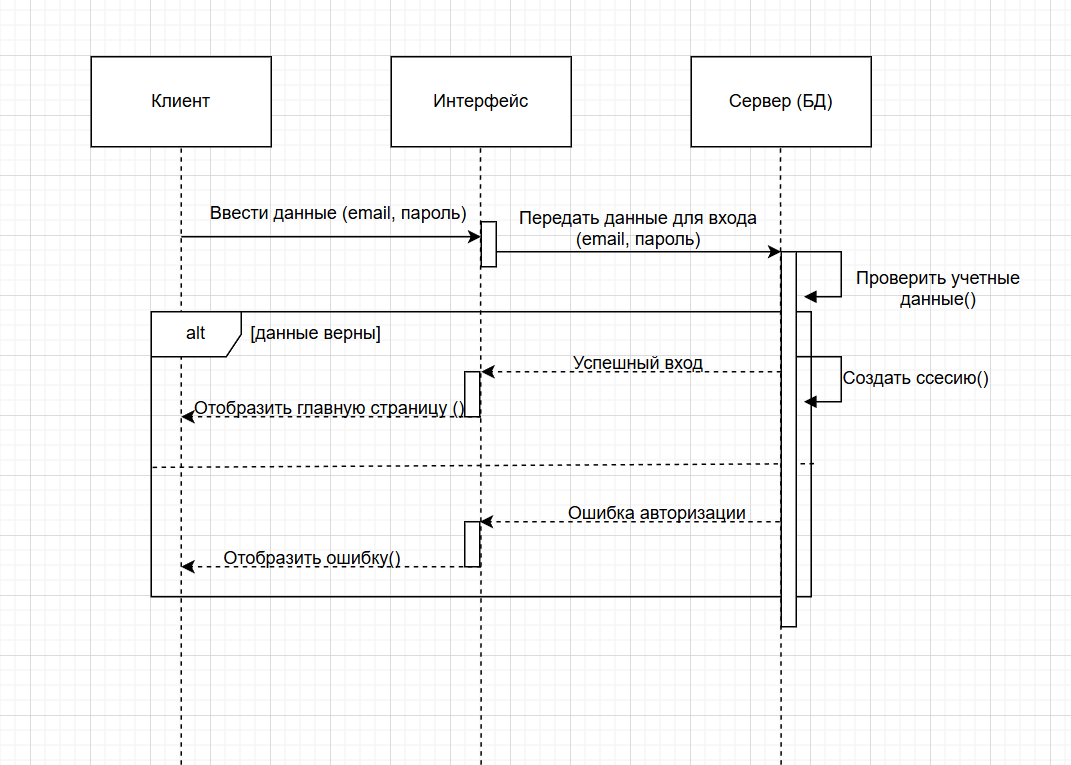 Клиент
Интерфейс
Сервер (БД)
Ввести данные (email, пароль)
Передать данные для входа
(email, пароль)
Проверить учетные
данные()
alt
[данные верны]
Успешный вход
Создать ссесию()
Отобразить главную страницу ()
Ошибка авторизации
Отобразить ошибку()